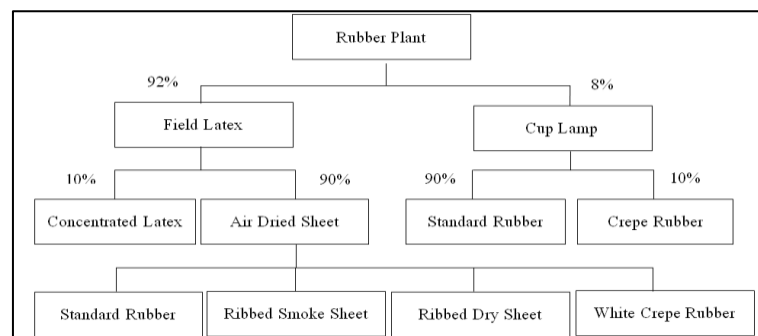 Rubber Plant
92%
8%
Field Latex
Cup Lamp
10%
90%
90%
10%
Concentrated Latex
Air Dried Sheet
Standard Rubber
Crepe Rubber
Standard Rubber
Ribbed Smoke Sheet
Ribbed Dry Sheet
White Crepe Rubber